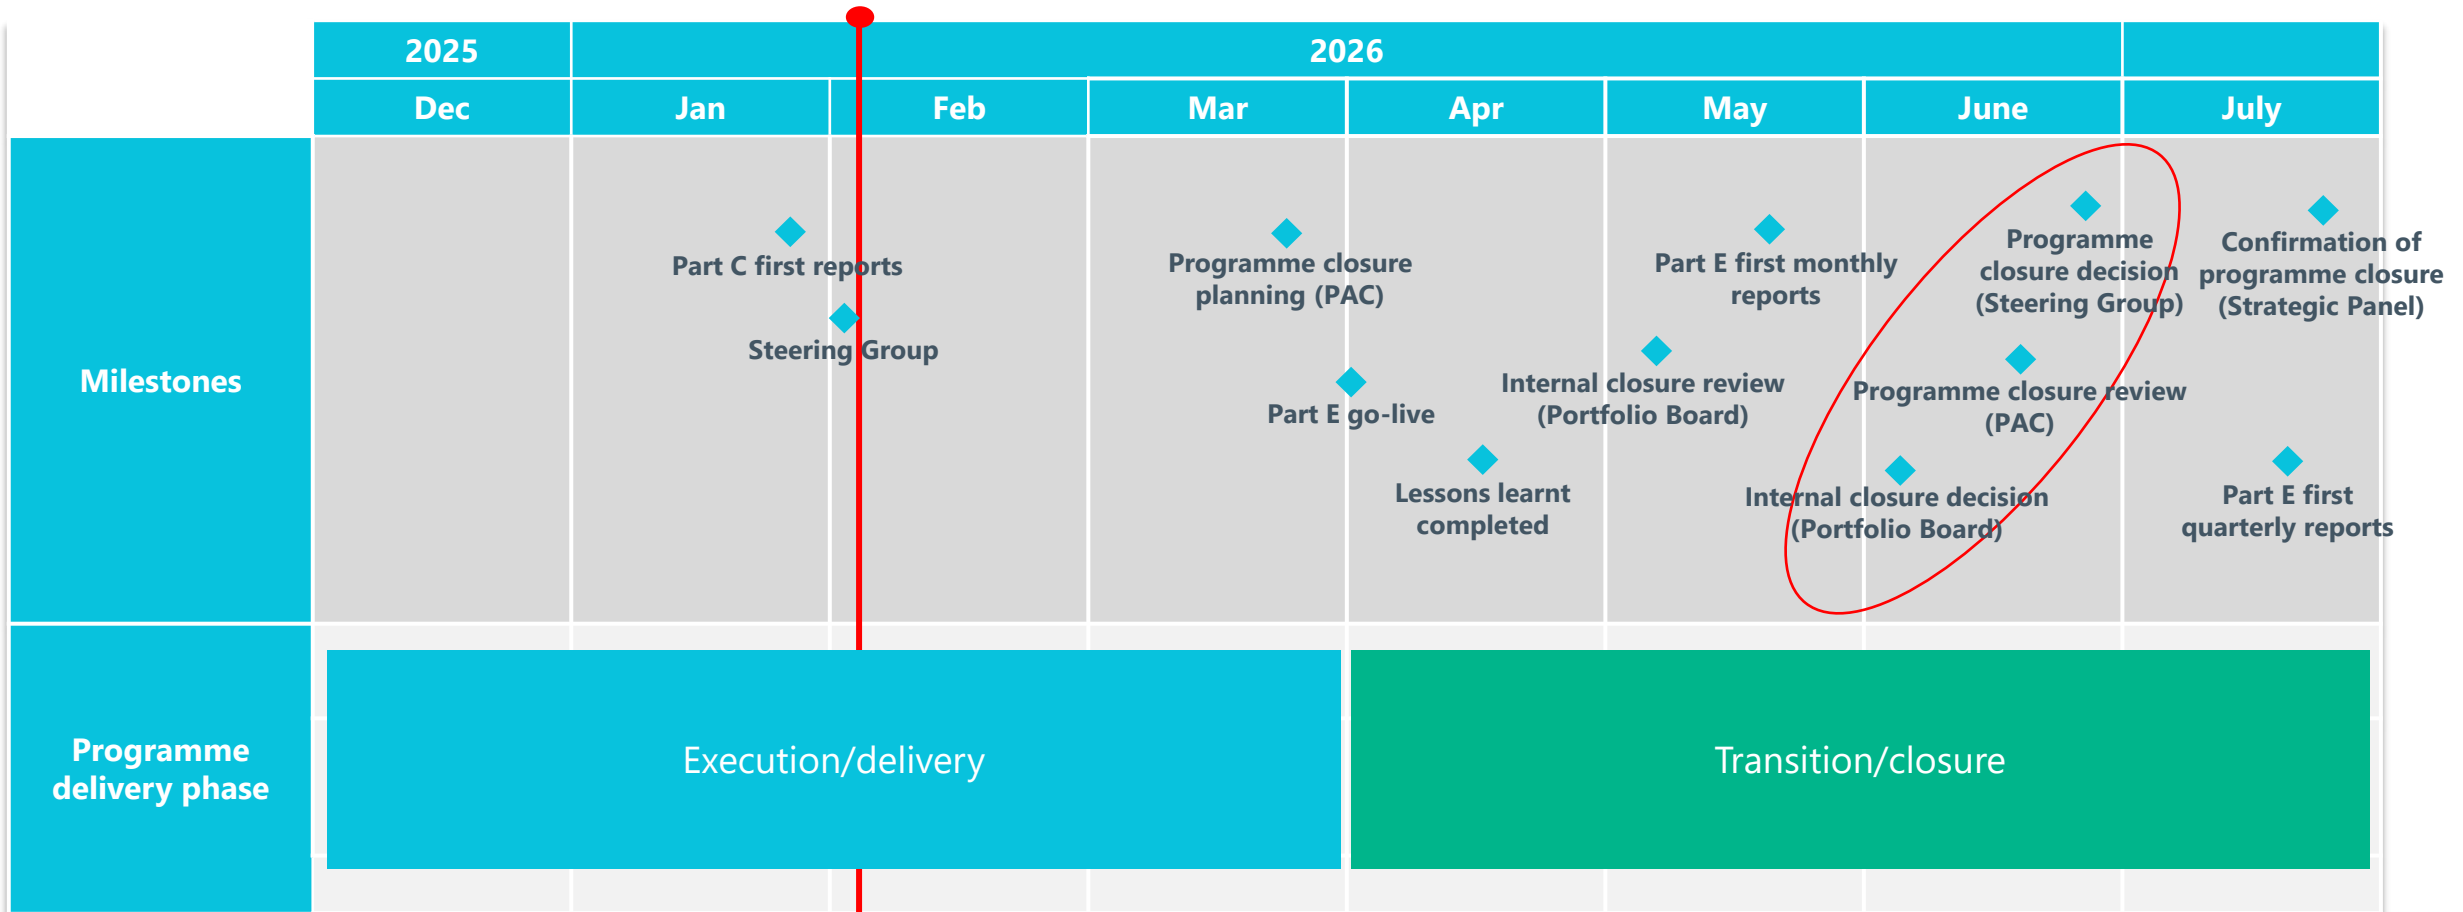 2025
2026
Dec
Jan
Feb
Mar
Apr
May
June
July
Milestones
Part C first reports
Steering Group
Programme closure
planning (PAC)
Part E go-live
Lessons learnt
completed
Part E first monthly
reports
Internal closure review
(Portfolio Board)
Programme
closure decision
(Steering Group)
Programme closure review
(PAC)
Internal closure decision
(Portfolio Board)
Confirmation of
programme closure
(Strategic Panel)
Part E first
quarterly reports
Programme
delivery phase
Execution/delivery
Transition/closure